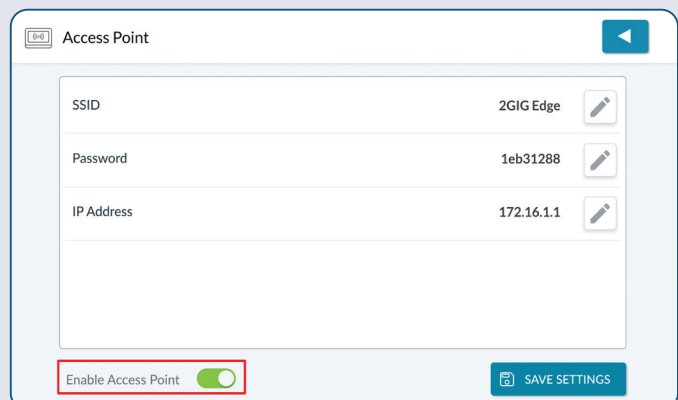 Access Point
SSID 2GIG Edge
Password 1eb31288
IP Address 172.16.1.1
Enable Access Point SAVE SETTINGS